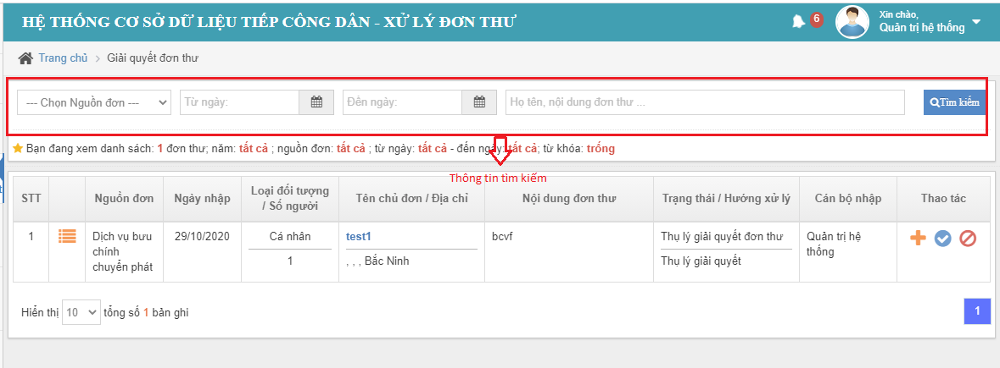 HỆ THỐNG CƠ SỞ DỮ LIỆU TIẾP CÔNG DÂN - XỬ LÝ ĐƠN THƯ
6
Xin chào,
Quản trị hệ thống
Trang chủ > Giải quyết đơn thư
--- Chọn Nguồn đơn ---
Từ ngày:
Đến ngày:
Họ tên, nội dung đơn thư ...
Tìm kiếm
Bạn đang xem danh sách: 1 đơn thư; năm: tất cả ; nguồn đơn: tất cả ; từ ngày: tất cả - đến ngày: tất cả; từ khóa: trống
Thông tin tìm kiếm
STT
Nguồn đơn
Ngày nhập
Loại đối tượng
/ Số người
Tên chủ đơn / Địa chỉ
Nội dung đơn thư
Trạng thái / Hướng xử lý
Cán bộ nhập
Thao tác
1
Dịch vụ bưu
chính
chuyển phát
29/10/2020
Cá nhân
1
test1
, , , Bắc Ninh
bcvf
Thụ lý giải quyết đơn thư
Thụ lý giải quyết
Quản trị hệ
thống
Hiển thị 10 tổng số 1 bản ghi
1